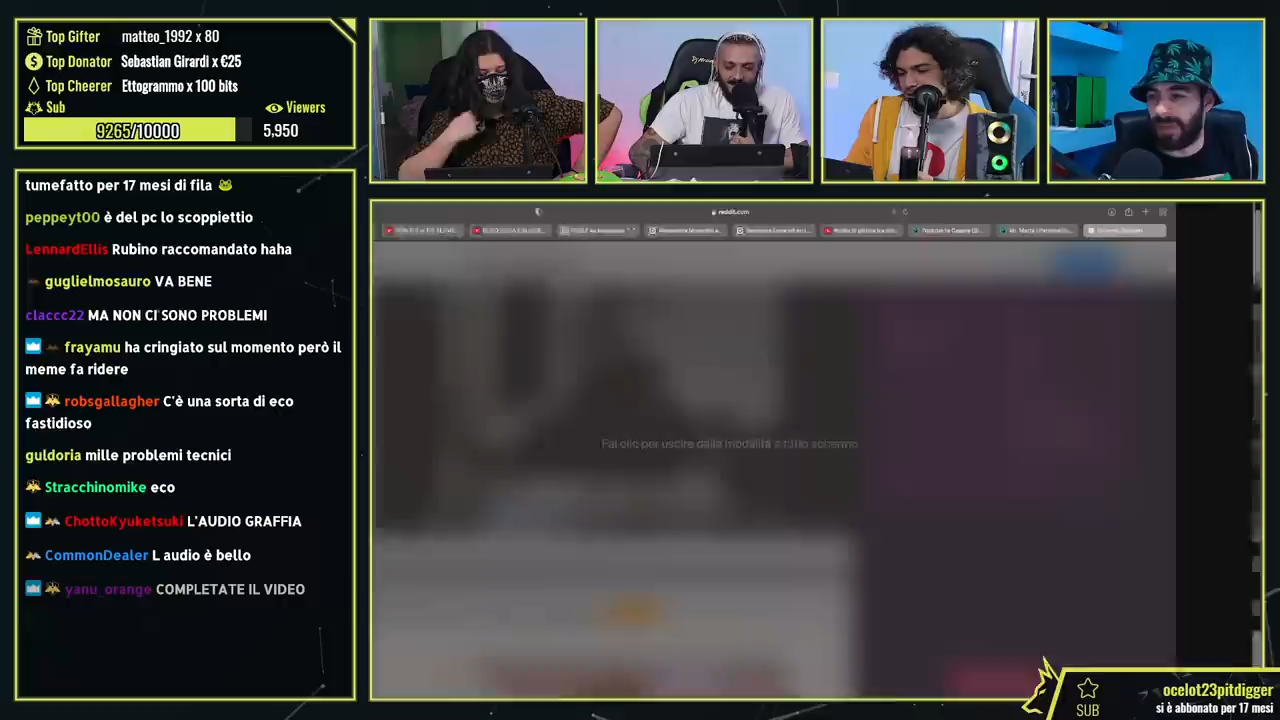 Top Gifter matteo_1992 x 80
Top Donator Sebastian Girardi x €25
Top Cheerer Ettogrammo x 100 bits
Sub Viewers
9265/10000 5,950
tumefatto per 17 mesi di fila
peppeyt00 è del pc lo scoppiettio
LennardEllis Rubino raccomandato haha
guglielmosauro VA BENE
claccc22 MA NON CI SONO PROBLEMI
frayamu ha cringiato sul momento però il
meme fa ridere
robsgallagher C'è una sorta di eco
fastidioso
guldoria mille problemi tecnici
Stracchinomike eco
ChottoKyuketsuki L'AUDIO GRAFFIA
CommonDealer L audio è bello
yanu_orange COMPLETATE IL VIDEO
reddit.com
Fai clic per uscire dalla modalità a tutto schermo
ocelot23pitdigger
SUB si è abbonato per 17 mesi